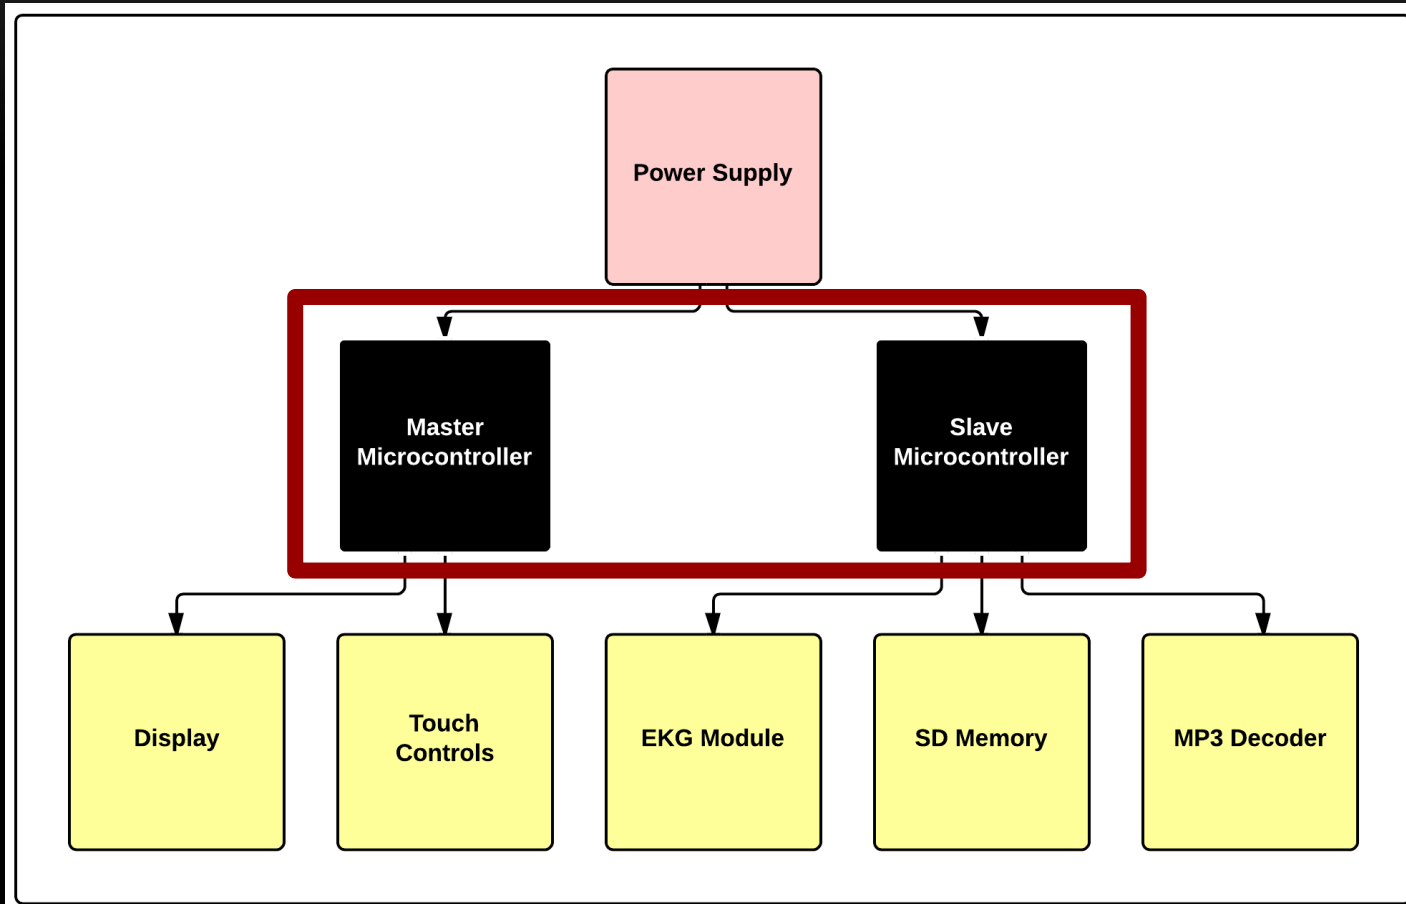 Power Supply
Master
Microcontroller
Slave
Microcontroller
Display
Touch
Controls
EKG Module
SD Memory
MP3 Decoder